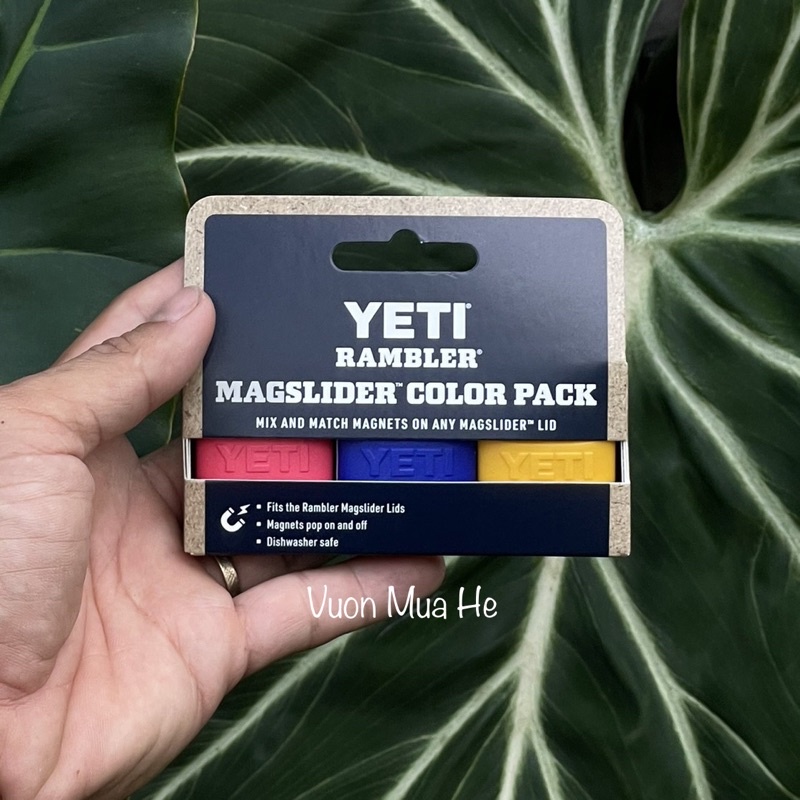 YETI®
RAMBLER®
MAGSLIDER™ COLOR PACK
MIX AND MATCH MAGNETS ON ANY MAGSLIDER™ LID
YETI YETI YETI
▪ Fits the Rambler Magslider Lids
▪ Magnets pop on and off
▪ Dishwasher safe
Vuon Mua He